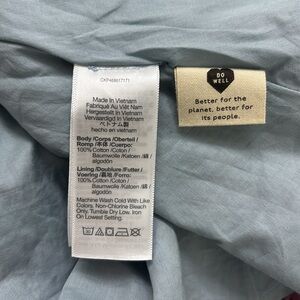 Made in Vietnam
Fabriqué Au Viêt Nam
Hergestellt in Vietnam
Vervaardigd in Vietnam
ベトナム製
hecho en vietnam
Body/Corps/Oberteil/
Romp/本体/Cuerpo:
100% Cotton/Coton/
Baumwolle/Katoen/綿/
algodón
Lining/Doublure/Futter/
Voering/裏地/Forro:
100% Cotton/Coton/
Baumwolle/Katoen/綿/
algodón
Machine Wash Cold With Like
Colors. Non-Chlorine Bleach
Only. Tumble Dry Low. Iron
on Lowest Setting.
DO
WELL
Better for the
planet, better for
its people.